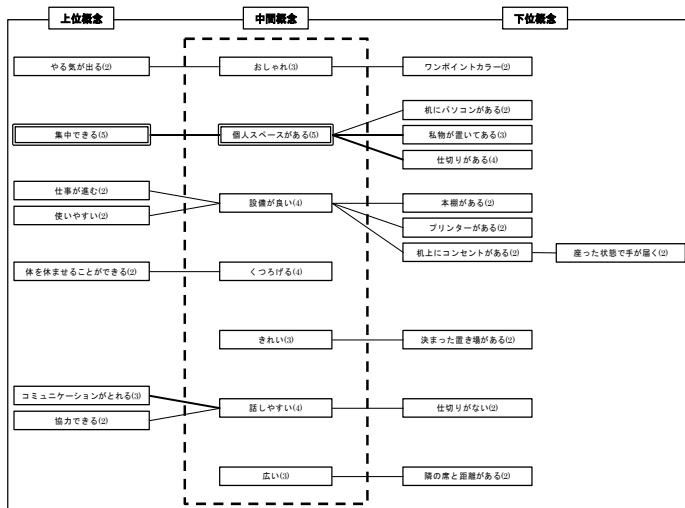 上位概念
中間概念
下位概念
やる気が出る(2)
おしゃれ(3)
ワンポイントカラー(2)
机にパソコンがある(2)
集中できる(5)
個人スペースがある(5)
私物が置いてある(3)
仕切りがある(4)
仕事が進む(2)
使いやすい(2)
設備が良い(4)
本棚がある(2)
プリンターがある(2)
机上にコンセントがある(2)
座った状態で手が届く(2)
体を休ませることができる(2)
くつろげる(4)
きれい(3)
決まった置き場がある(2)
コミュニケーションがとれる(3)
協力できる(2)
話しやすい(4)
仕切りがない(2)
広い(3)
隣の席と距離がある(2)